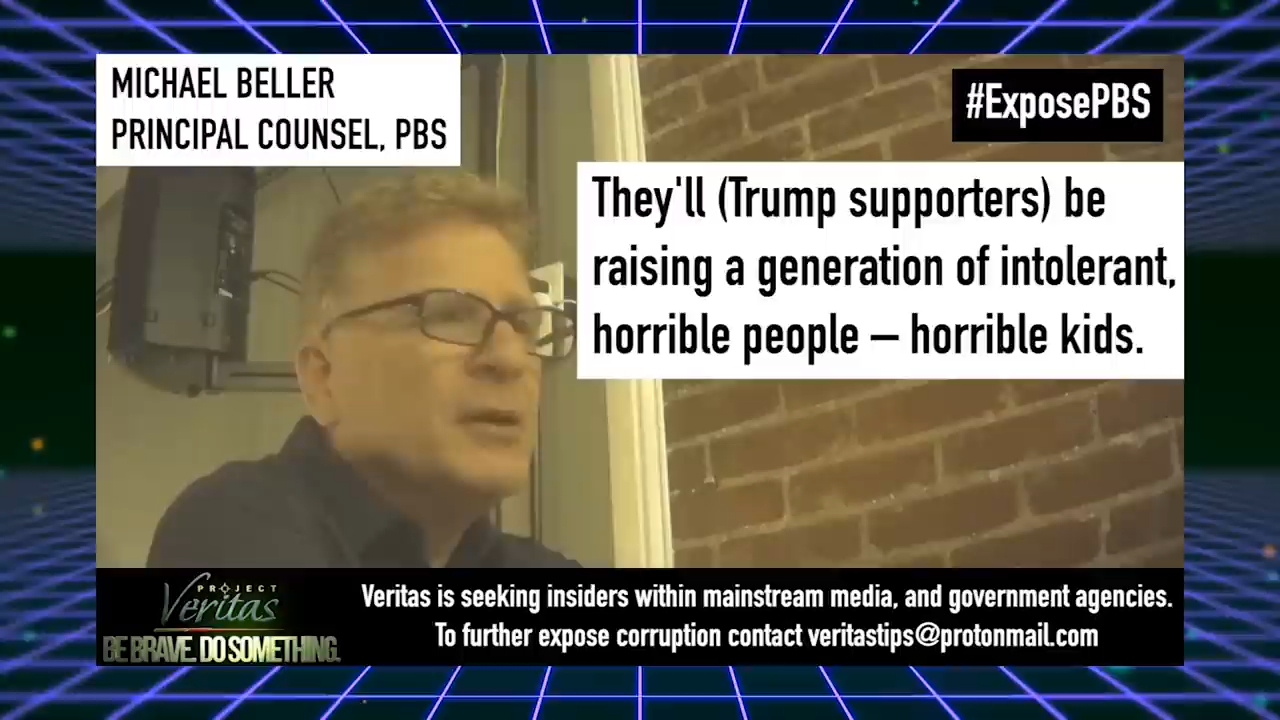 MICHAEL BELLER
PRINCIPAL COUNSEL, PBS
#ExposePBS
They'll (Trump supporters) be
raising a generation of intolerant,
horrible people – horrible kids.
PROJECT
Veritas
BE BRAVE. DO SOMETHING.
Veritas is seeking insiders within mainstream media, and government agencies.
To further expose corruption contact veritastips@protonmail.com